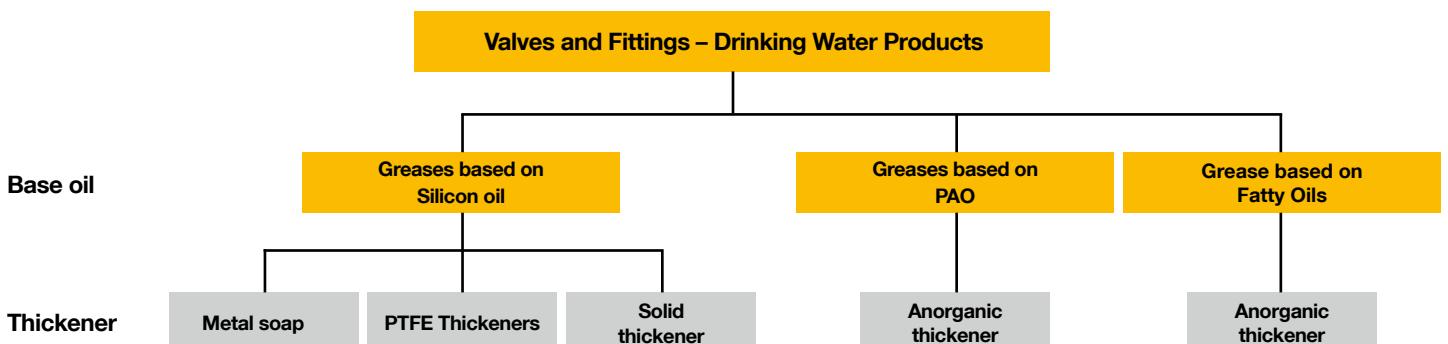 Valves and Fittings – Drinking Water Products
Base oil
Greases based on
Silicon oil
Greases based on
PAO
Grease based on
Fatty Oils
Thickener
Metal soap
PTFE Thickeners
Solid
thickener
Anorganic
thickener
Anorganic
thickener